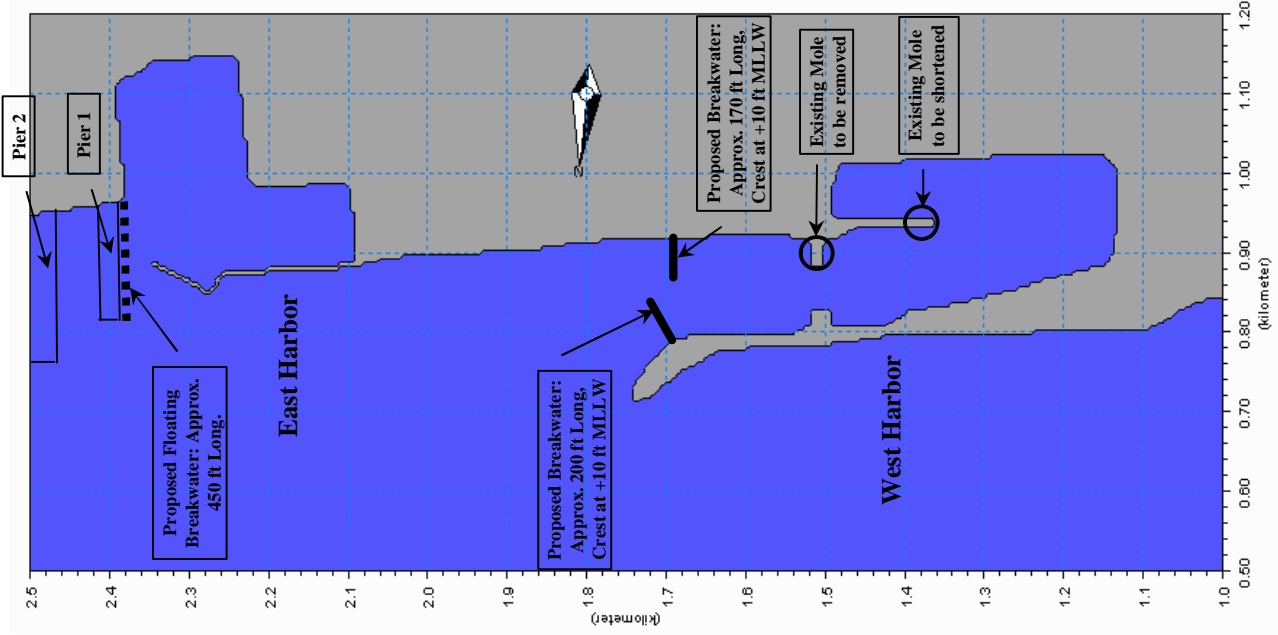 Pier 2
Pier 1
Proposed Floating
Breakwater: Approx.
450 ft Long.
East Harbor
Proposed Breakwater:
Approx. 200 ft Long,
Crest at +10 ft MLLW
Proposed Breakwater:
Approx. 170 ft Long,
Crest at +10 ft MLLW
Existing Mole
to be removed
Existing Mole
to be shortened
West Harbor
N
2.5
2.4
2.3
2.2
2.1
2.0
1.9
1.8
1.7
1.6
1.5
1.4
1.3
1.2
1.1
1.0
(kilometer)
0.50
0.60
0.70
0.80
0.90
1.00
1.10
1.20
(kilometer)